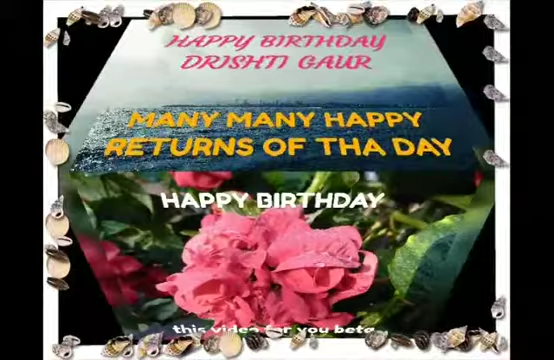 HAPPY BIRTHDAY
DRISHTI GAUR
MANY MANY HAPPY
RETURNS OF THA DAY
HAPPY BIRTHDAY
this video for you beta